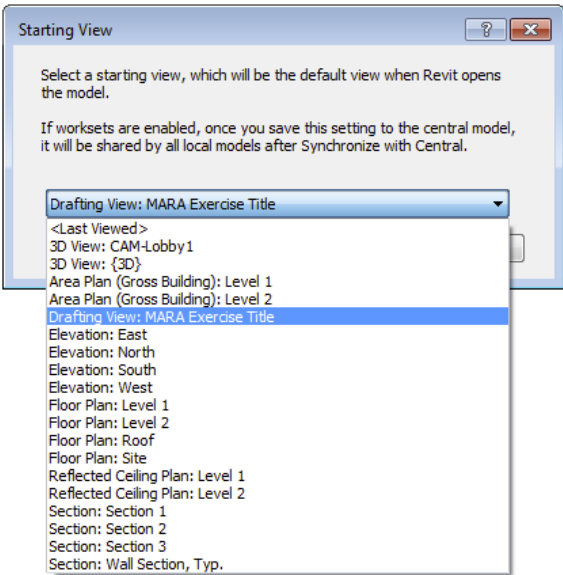 Starting View
Select a starting view, which will be the default view when Revit opens
the model.
If worksets are enabled, once you save this setting to the central model,
it will be shared by all local models after Synchronize with Central.
Drafting View: MARA Exercise Title
<Last Viewed>
3D View: CAM-Lobby1
3D View: {3D}
Area Plan (Gross Building): Level 1
Area Plan (Gross Building): Level 2
Drafting View: MARA Exercise Title
Elevation: East
Elevation: North
Elevation: South
Elevation: West
Floor Plan: Level 1
Floor Plan: Level 2
Floor Plan: Roof
Floor Plan: Site
Reflected Ceiling Plan: Level 1
Reflected Ceiling Plan: Level 2
Section: Section 1
Section: Section 2
Section: Section 3
Section: Wall Section, Typ.